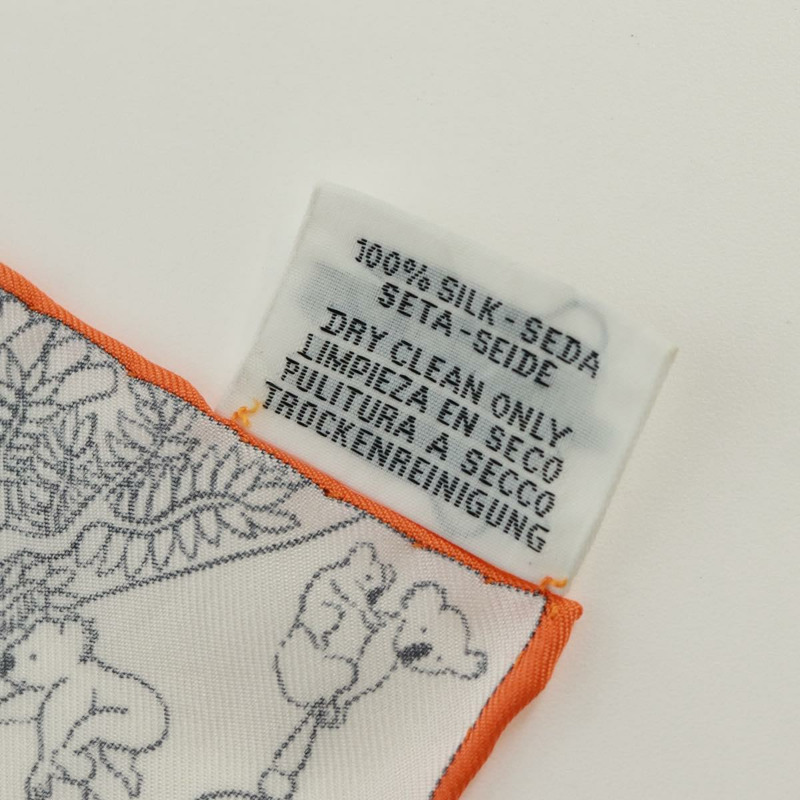 100% SILK-SEDA
SETA-SEIDE
DRY CLEAN ONLY
LIMPIEZA EN SECO
PULITURA A SECCO
TROCKENREINIGUNG